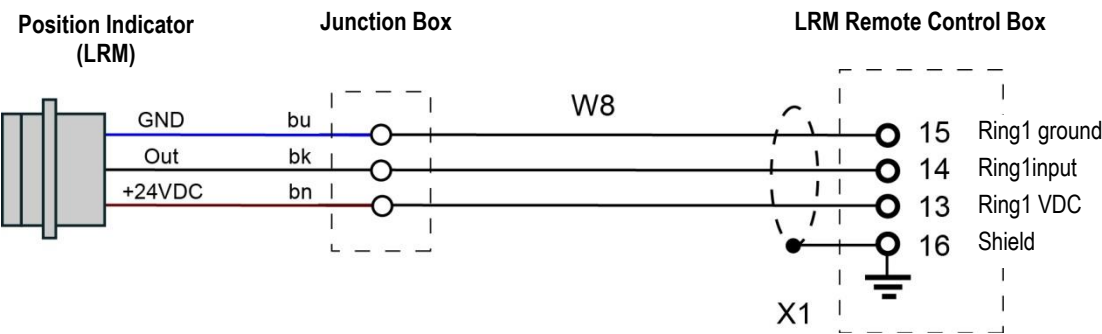 Position Indicator
(LRM)
Junction Box
LRM Remote Control Box
W8
GND bu
15 Ring1 ground
Out bk
14 Ring1input
+24VDC bn
13 Ring1 VDC
16 Shield
X1